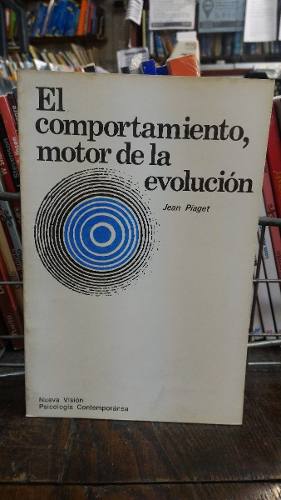 El
comportamiento,
motor de la
evolución
Jean Piaget
Nueva Visión
Psicología Contemporánea